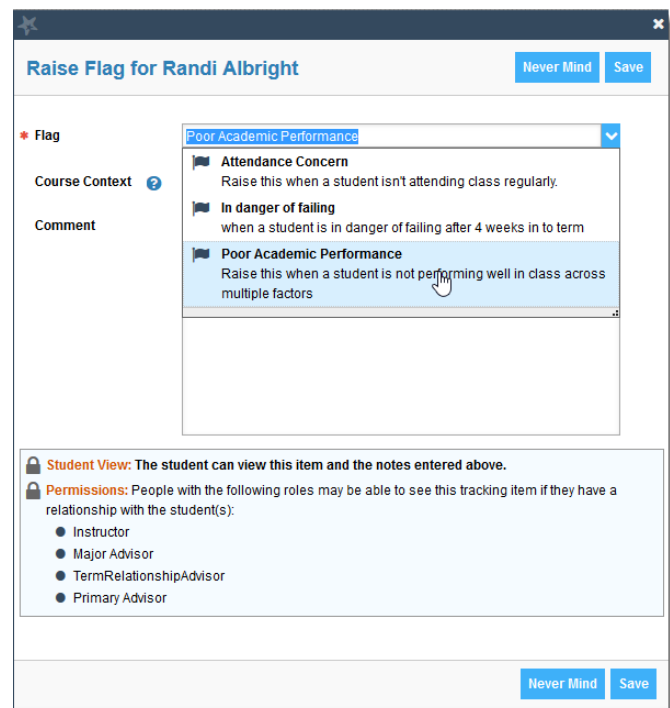 Raise Flag for Randi Albright
Never Mind
Save
* Flag
Poor Academic Performance
Attendance Concern
Raise this when a student isn't attending class regularly.
Course Context ?
In danger of failing
when a student is in danger of failing after 4 weeks in to term
Comment
Poor Academic Performance
Raise this when a student is not performing well in class across
multiple factors
Student View: The student can view this item and the notes entered above.
Permissions: People with the following roles may be able to see this tracking item if they have a
relationship with the student(s):
Instructor
Major Advisor
TermRelationshipAdvisor
Primary Advisor
Never Mind
Save